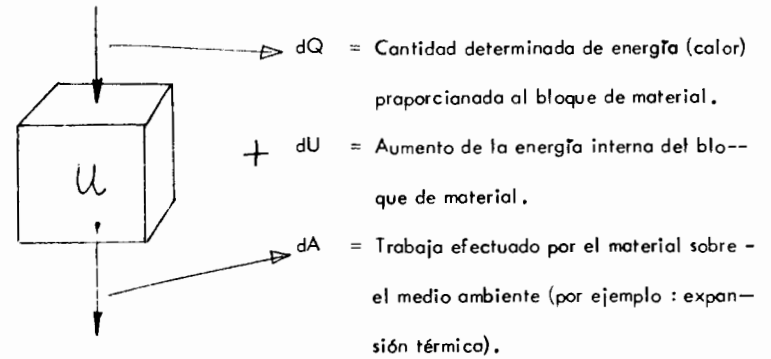 dQ = Cantidad determinada de energía (calor)
praporcianada al bloque de material.
U
+ dU = Aumento de la energía interna del blo--
que de material.
dA = Trabaja efectuado por el material sobre -
el medio ambiente (por ejemplo : expan—
sión térmica).